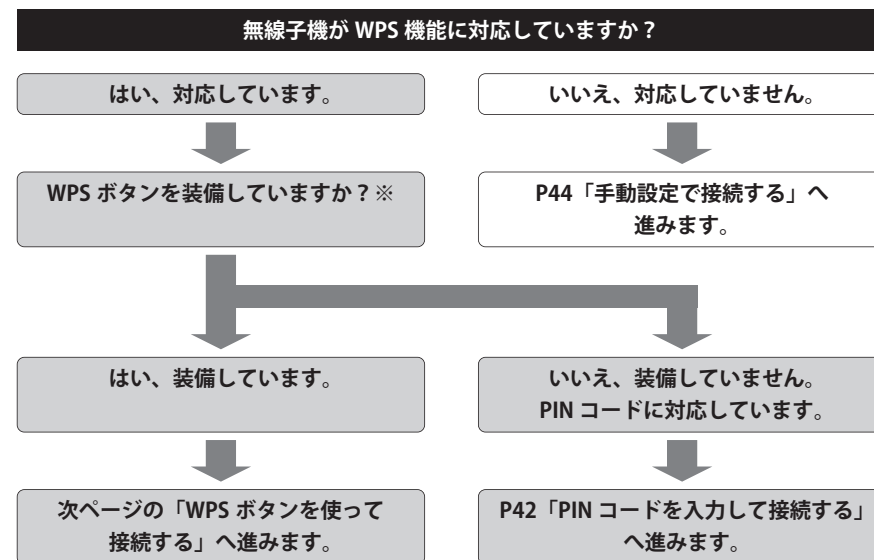 無線子機が WPS 機能に対応していますか？
はい、対応しています。
いいえ、対応していません。
WPS ボタンを装備していますか？※
P44「手動設定で接続する」へ
進みます。
はい、装備しています。
いいえ、装備していません。
PIN コードに対応しています。
次ページの「WPS ボタンを使って
接続する」へ進みます。
P42「PIN コードを入力して接続する」
へ進みます。